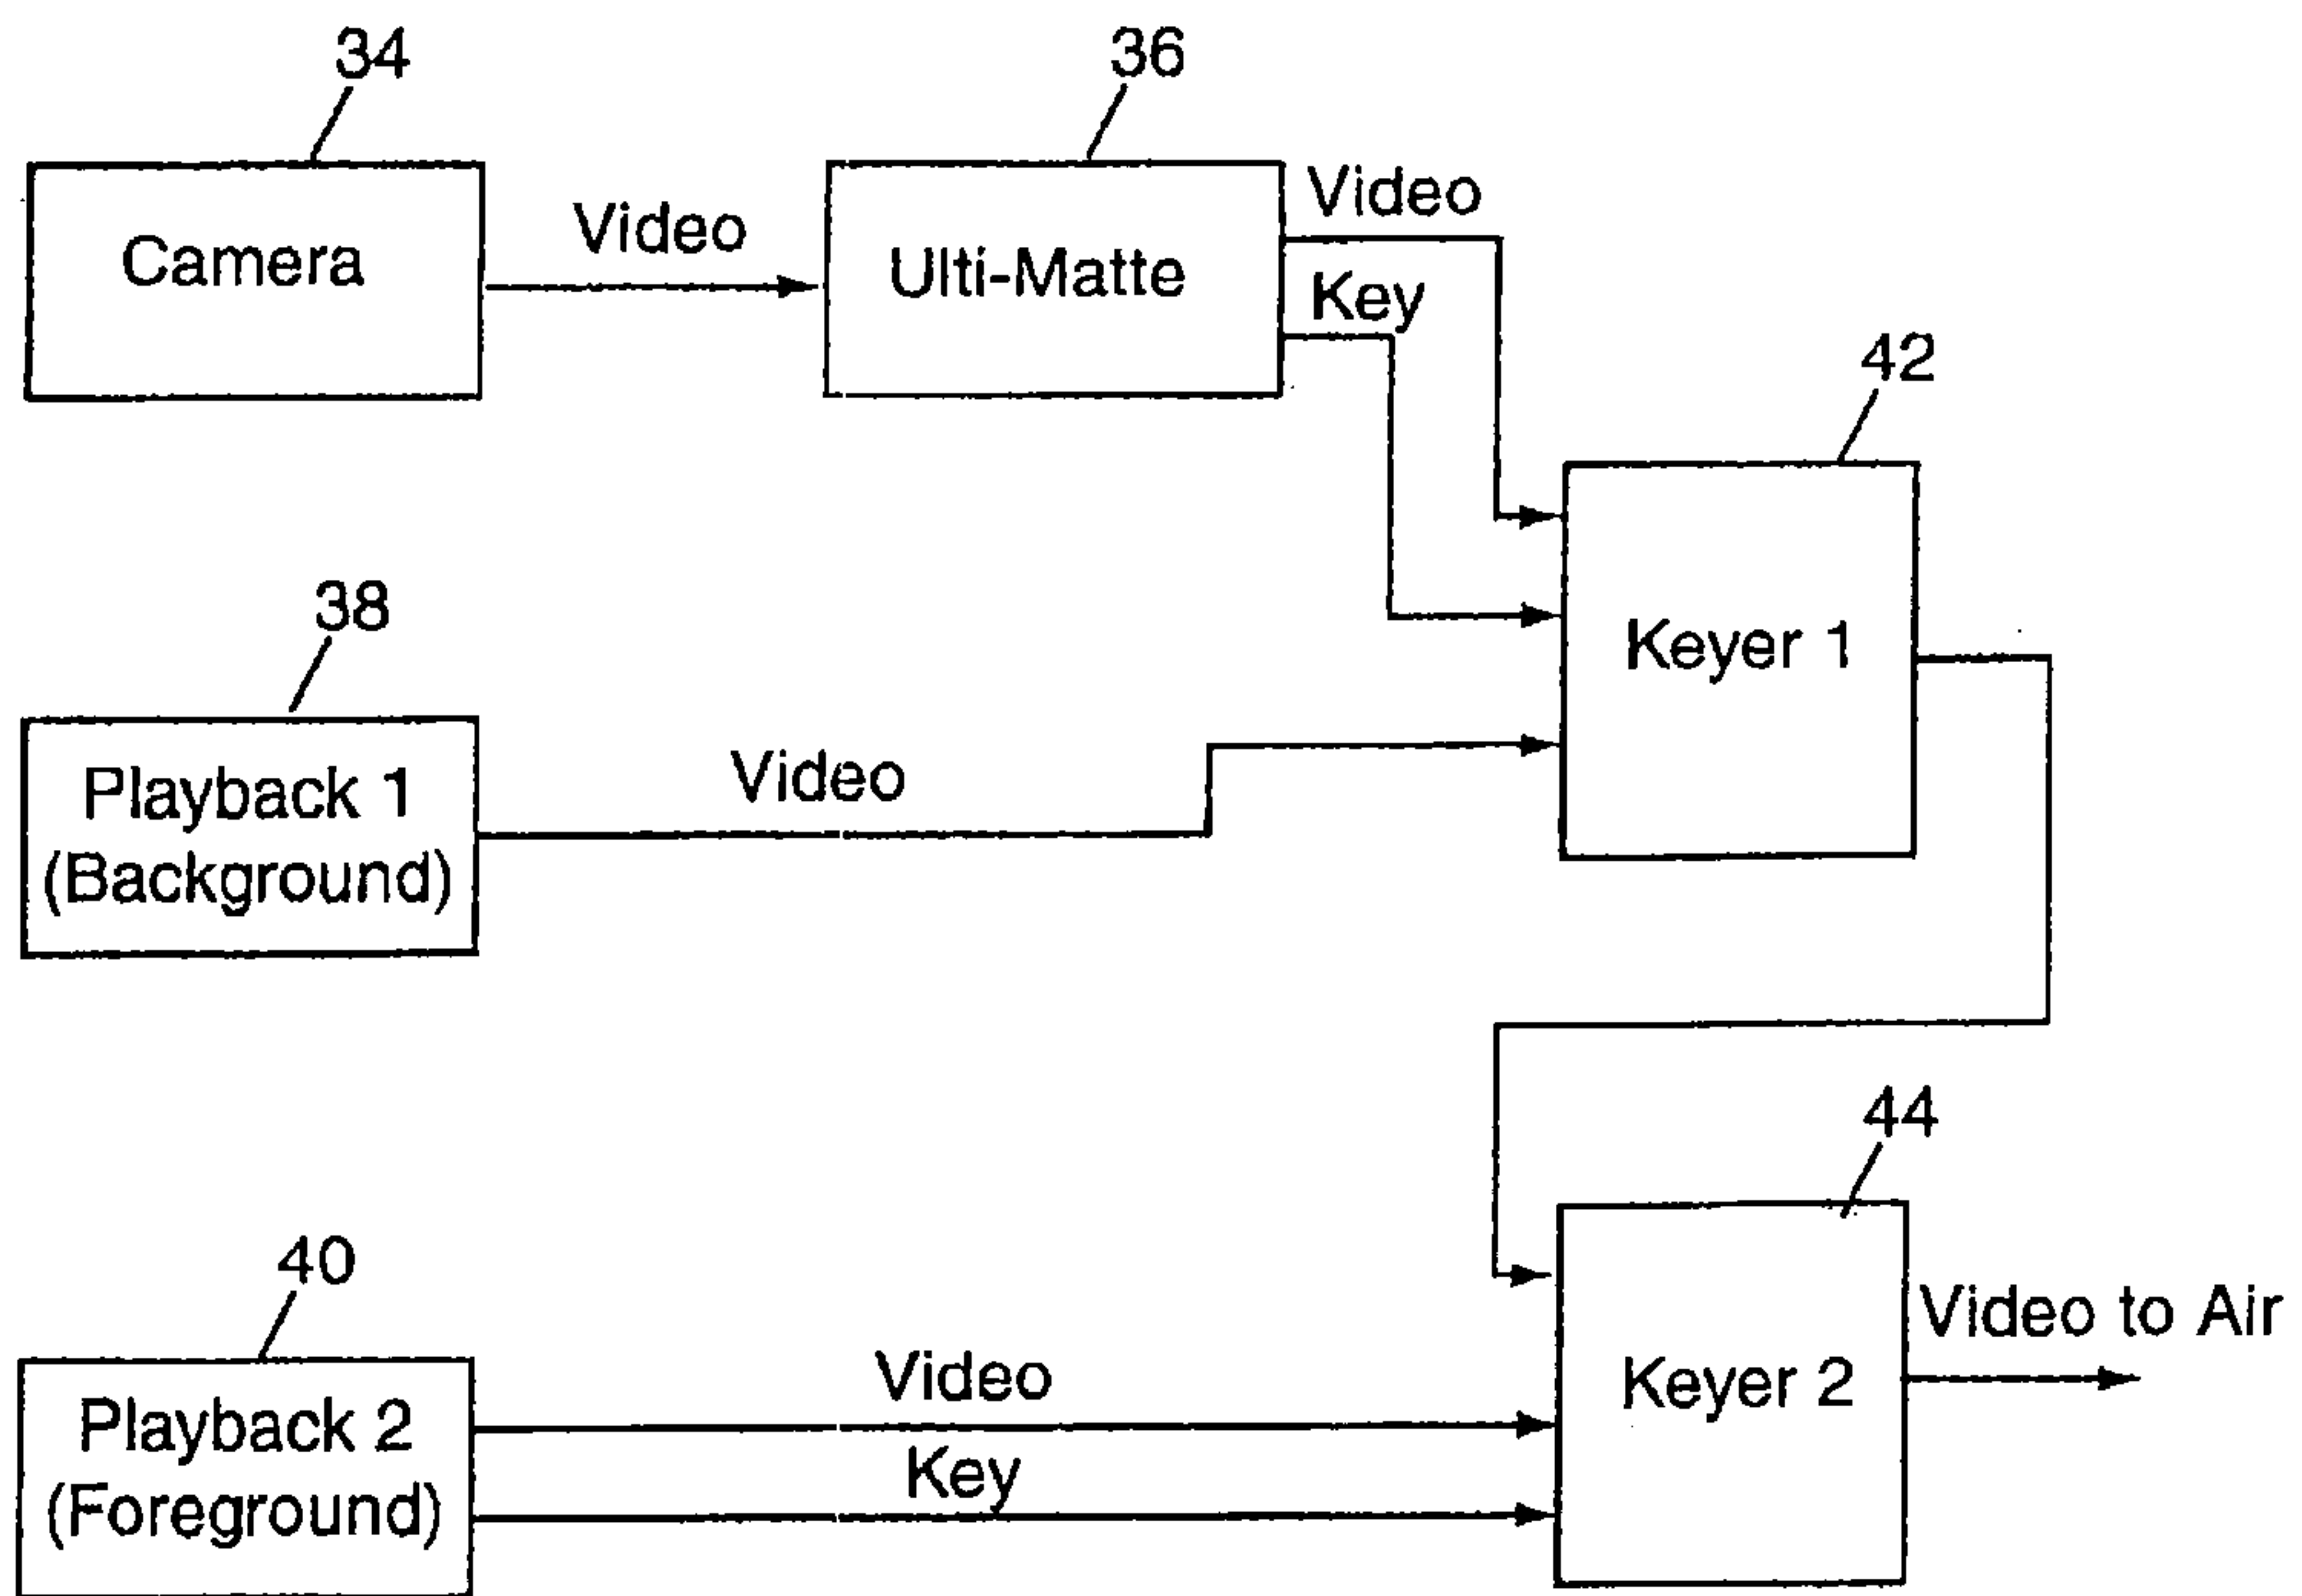 34
36
Camera
Video
Ulti-Matte
Video
Key
42
Keyer 1
38
Playback 1
(Background)
Video
44
40
Playback 2
(Foreground)
Video
Key
Keyer 2
Video to Air